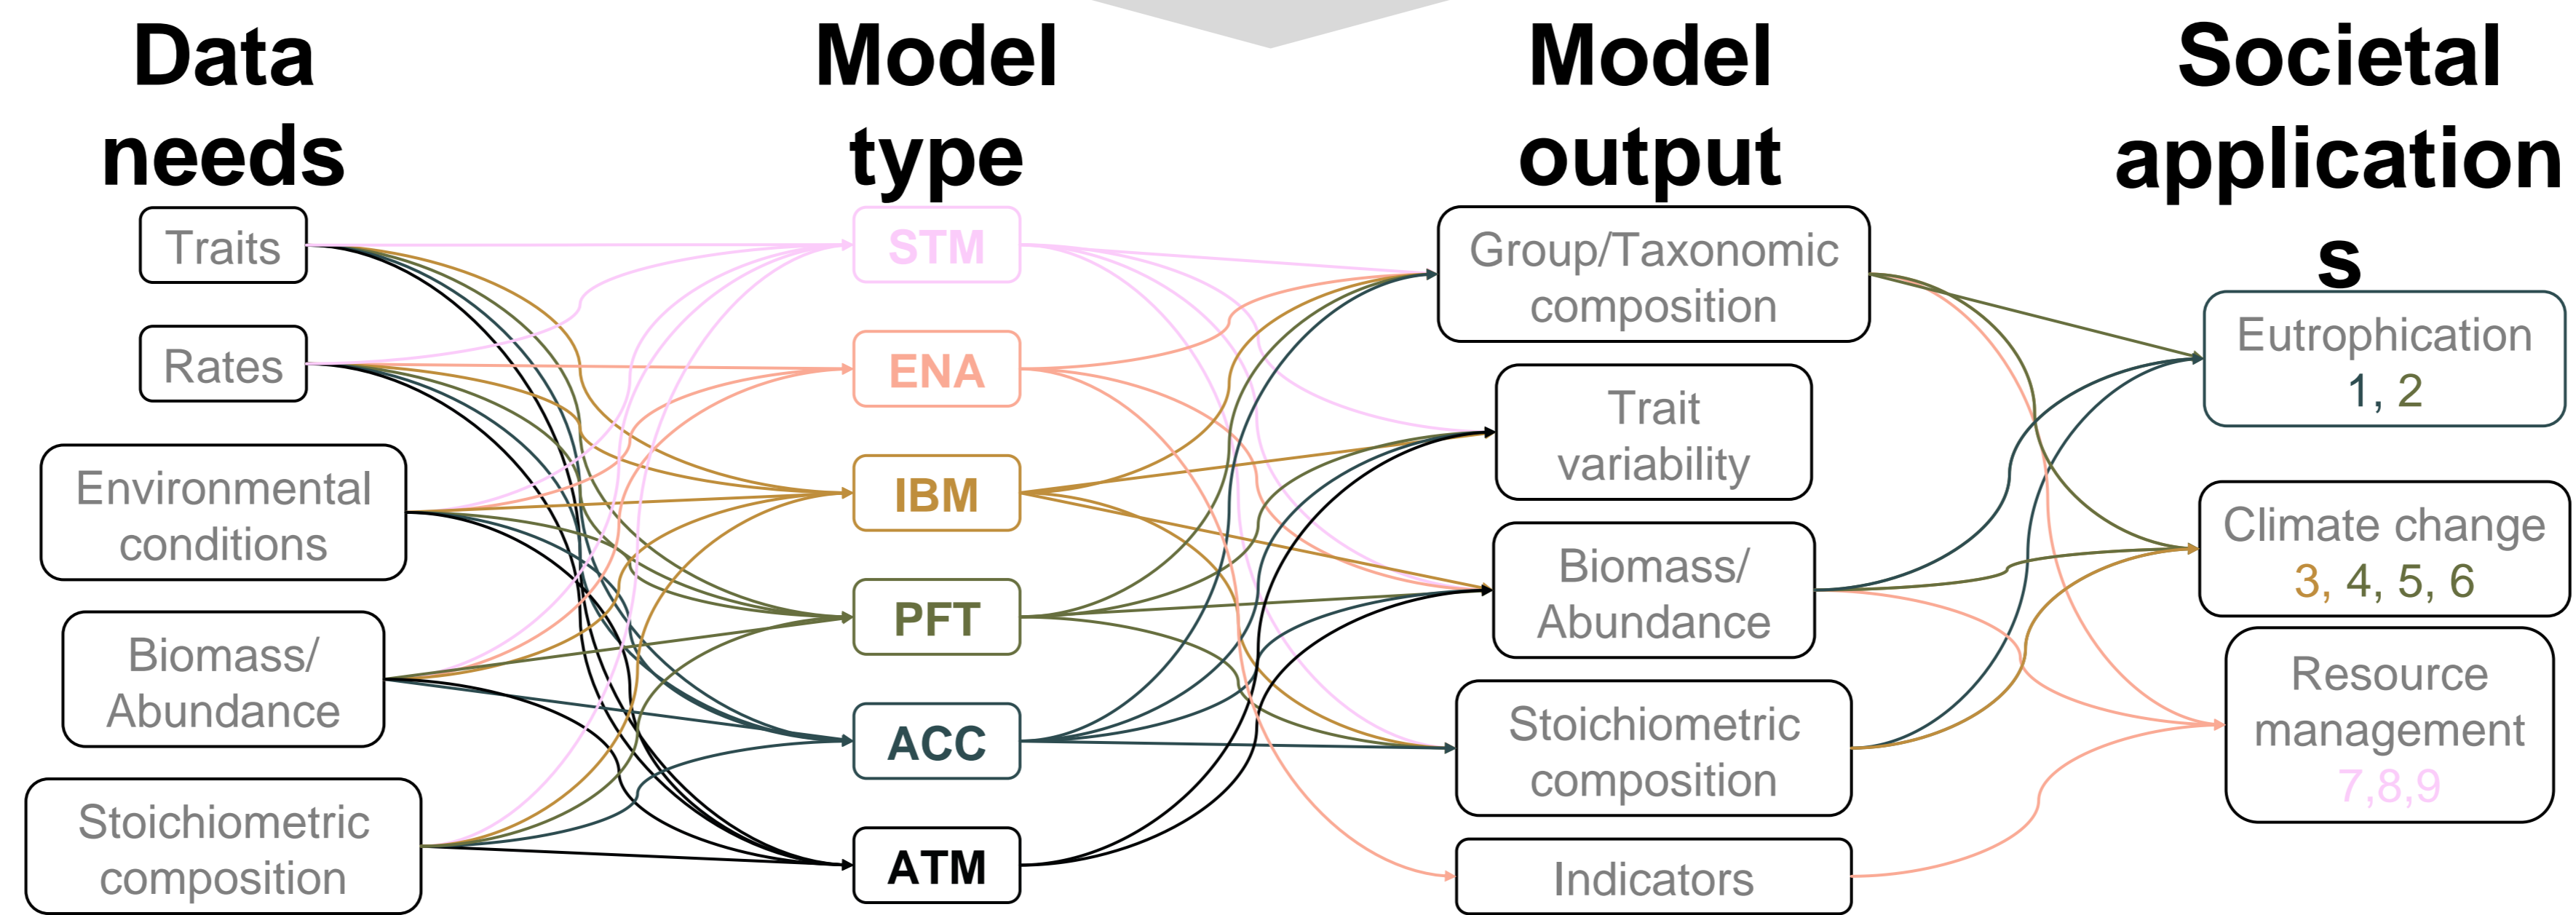 Data
needs
Model
type
Model
output
Societal
application
s
Traits
Rates
Environmental
conditions
Biomass/
Abundance
Stoichiometric
composition
STM
ENA
IBM
PFT
ACC
ATM
Group/Taxonomic
composition
Trait
variability
Biomass/
Abundance
Stoichiometric
composition
Indicators
Eutrophication
1, 2
Climate change
3, 4, 5, 6
Resource
management
7,8,9